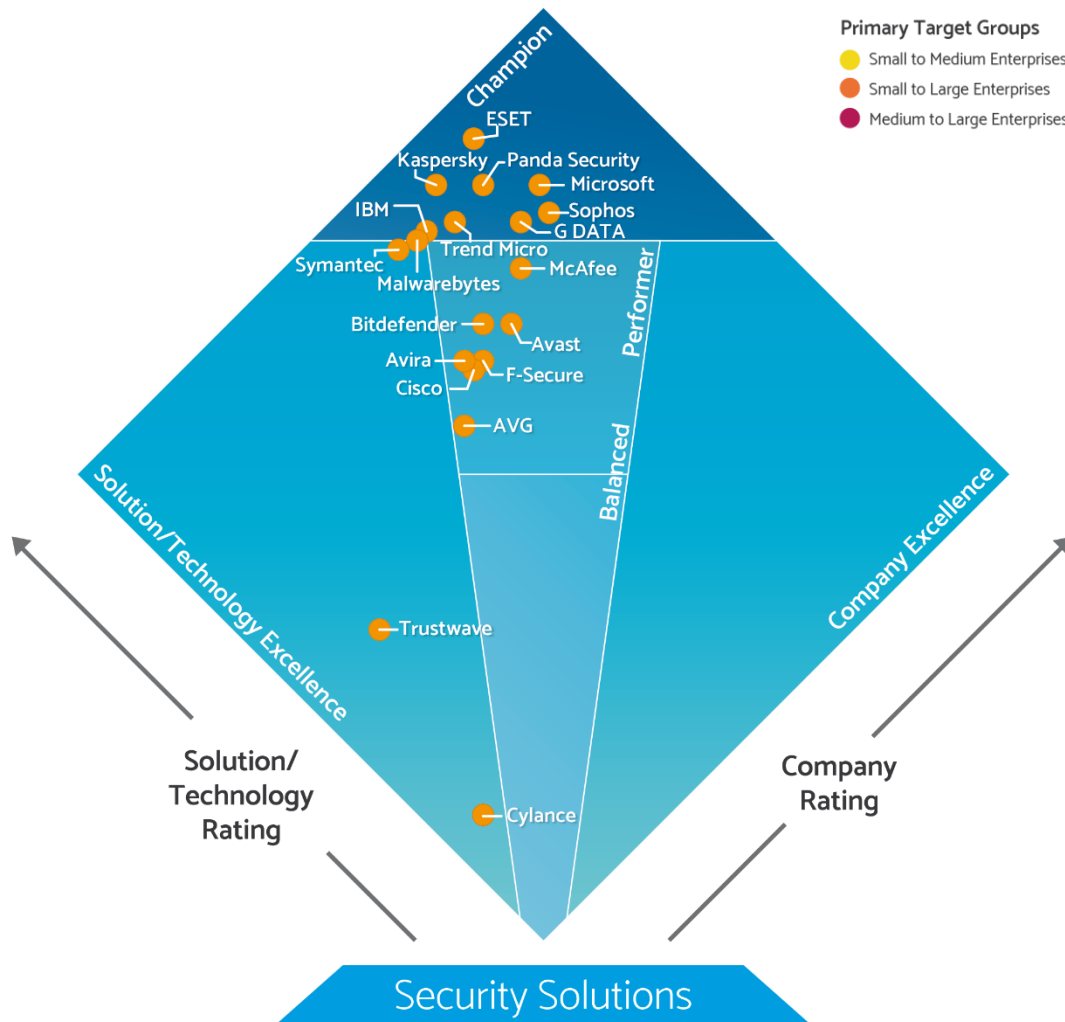 Primary Target Groups
Small to Medium Enterprises
Small to Large Enterprises
Medium to Large Enterprises
Champion
ESET
Kaspersky
Panda Security
Microsoft
IBM
Sophos
G DATA
Trend Micro
Symantec
Malwarebytes
McAfee
Performer
Bitdefender
Avast
Avira
F-Secure
Cisco
AVG
Balanced
Solution/Technology Excellence
Company Excellence
Trustwave
Solution/
Technology
Rating
Company
Rating
Cylance
Security Solutions